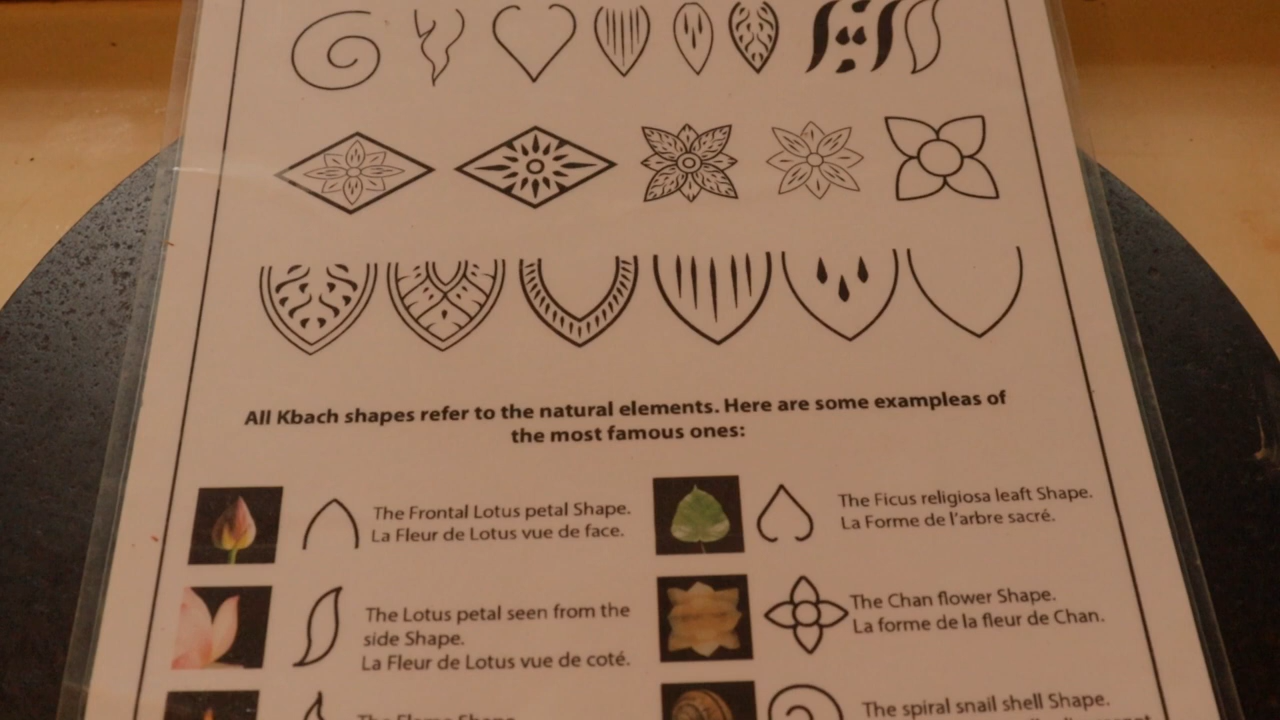 All Kbach shapes refer to the natural elements. Here are some exampleas of
the most famous ones:
The Frontal Lotus petal Shape.
La Fleur de Lotus vue de face.
The Ficus religiosa leaft Shape.
La Forme de l'arbre sacré.
The Lotus petal seen from the
side Shape.
La Fleur de Lotus vue de coté.
The Chan flower Shape.
La forme de la fleur de Chan.
The Flame Shape
The spiral snail shell Shape.